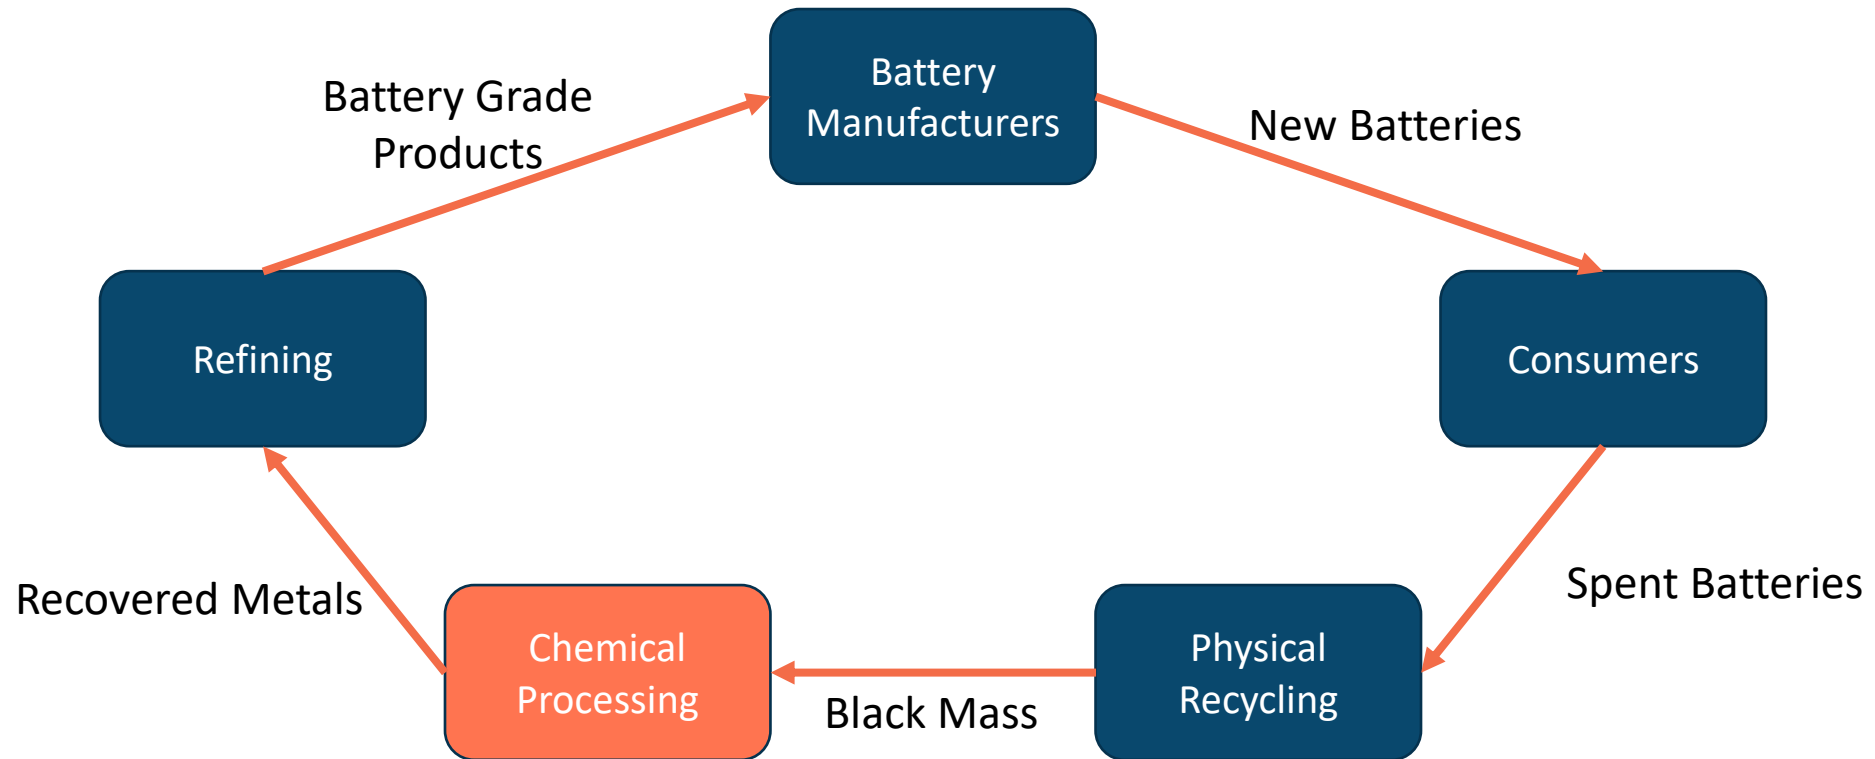 Battery
Manufacturers
Battery Grade
Products
New Batteries
Refining
Consumers
Recovered Metals
Spent Batteries
Chemical
Processing
Physical
Recycling
Black Mass